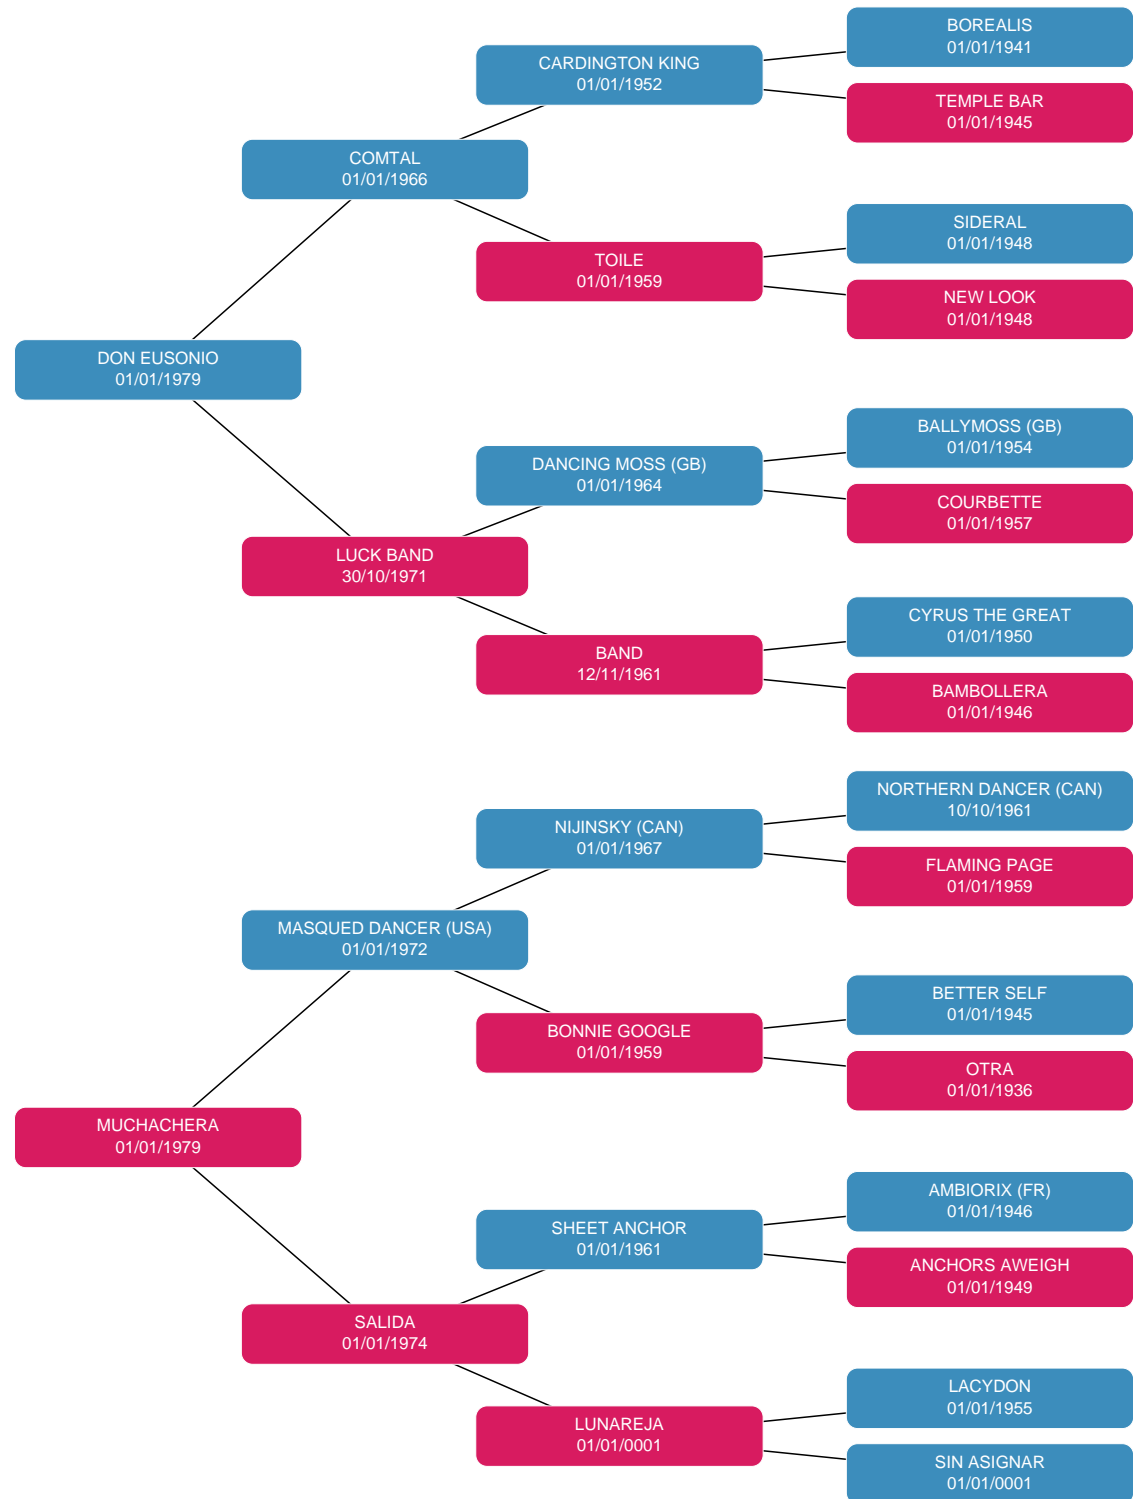 BOREALIS
01/01/1941
CARDINGTON KING
01/01/1952
TEMPLE BAR
01/01/1945
COMTAL
01/01/1966
SIDERAL
01/01/1948
TOILE
01/01/1959
NEW LOOK
01/01/1948
DON EUSONIO
01/01/1979
BALLYMOSS (GB)
01/01/1954
DANCING MOSS (GB)
01/01/1964
COURBETTE
01/01/1957
LUCK BAND
30/10/1971
CYRUS THE GREAT
01/01/1950
BAND
12/11/1961
BAMBOLLERA
01/01/1946
NORTHERN DANCER (CAN)
10/10/1961
NIJINSKY (CAN)
01/01/1967
FLAMING PAGE
01/01/1959
MASQUED DANCER (USA)
01/01/1972
BETTER SELF
01/01/1945
BONNIE GOOGLE
01/01/1959
OTRA
01/01/1936
MUCHACHERA
01/01/1979
AMBIORIX (FR)
01/01/1946
SHEET ANCHOR
01/01/1961
ANCHORS AWEIGH
01/01/1949
SALIDA
01/01/1974
LACYDON
01/01/1955
LUNAREJA
01/01/0001
SIN ASIGNAR
01/01/0001